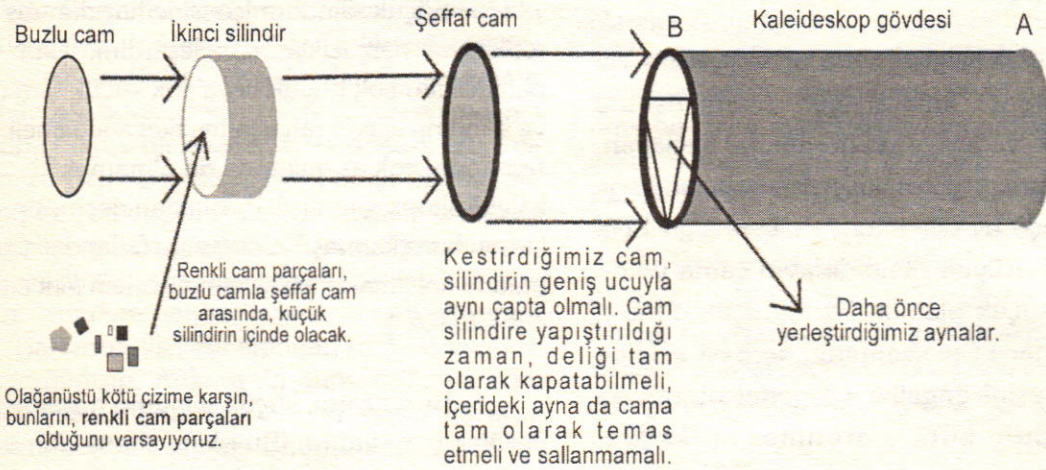 Buzlu cam
İkinci silindir
Şeffaf cam
B
Kaleideskop gövdesi
A
Renkli cam parçaları,
buzlu camla şeffaf cam
arasında, küçük
silindirin içinde olacak.
Olağanüstü kötü çizime karşın,
bunların, renkli cam parçaları
olduğunu varsayıyoruz.
Kestirdiğimiz cam,
silindirin geniş ucuyla
aynı çapta olmalı. Cam
silindire yapıştırıldığı
zaman, deliği tam
olarak kapatabilmeli,
içerideki ayna da cama
tam olarak temas
etmeli ve sallanmamalı.
Daha önce
yerleştirdiğimiz aynalar.